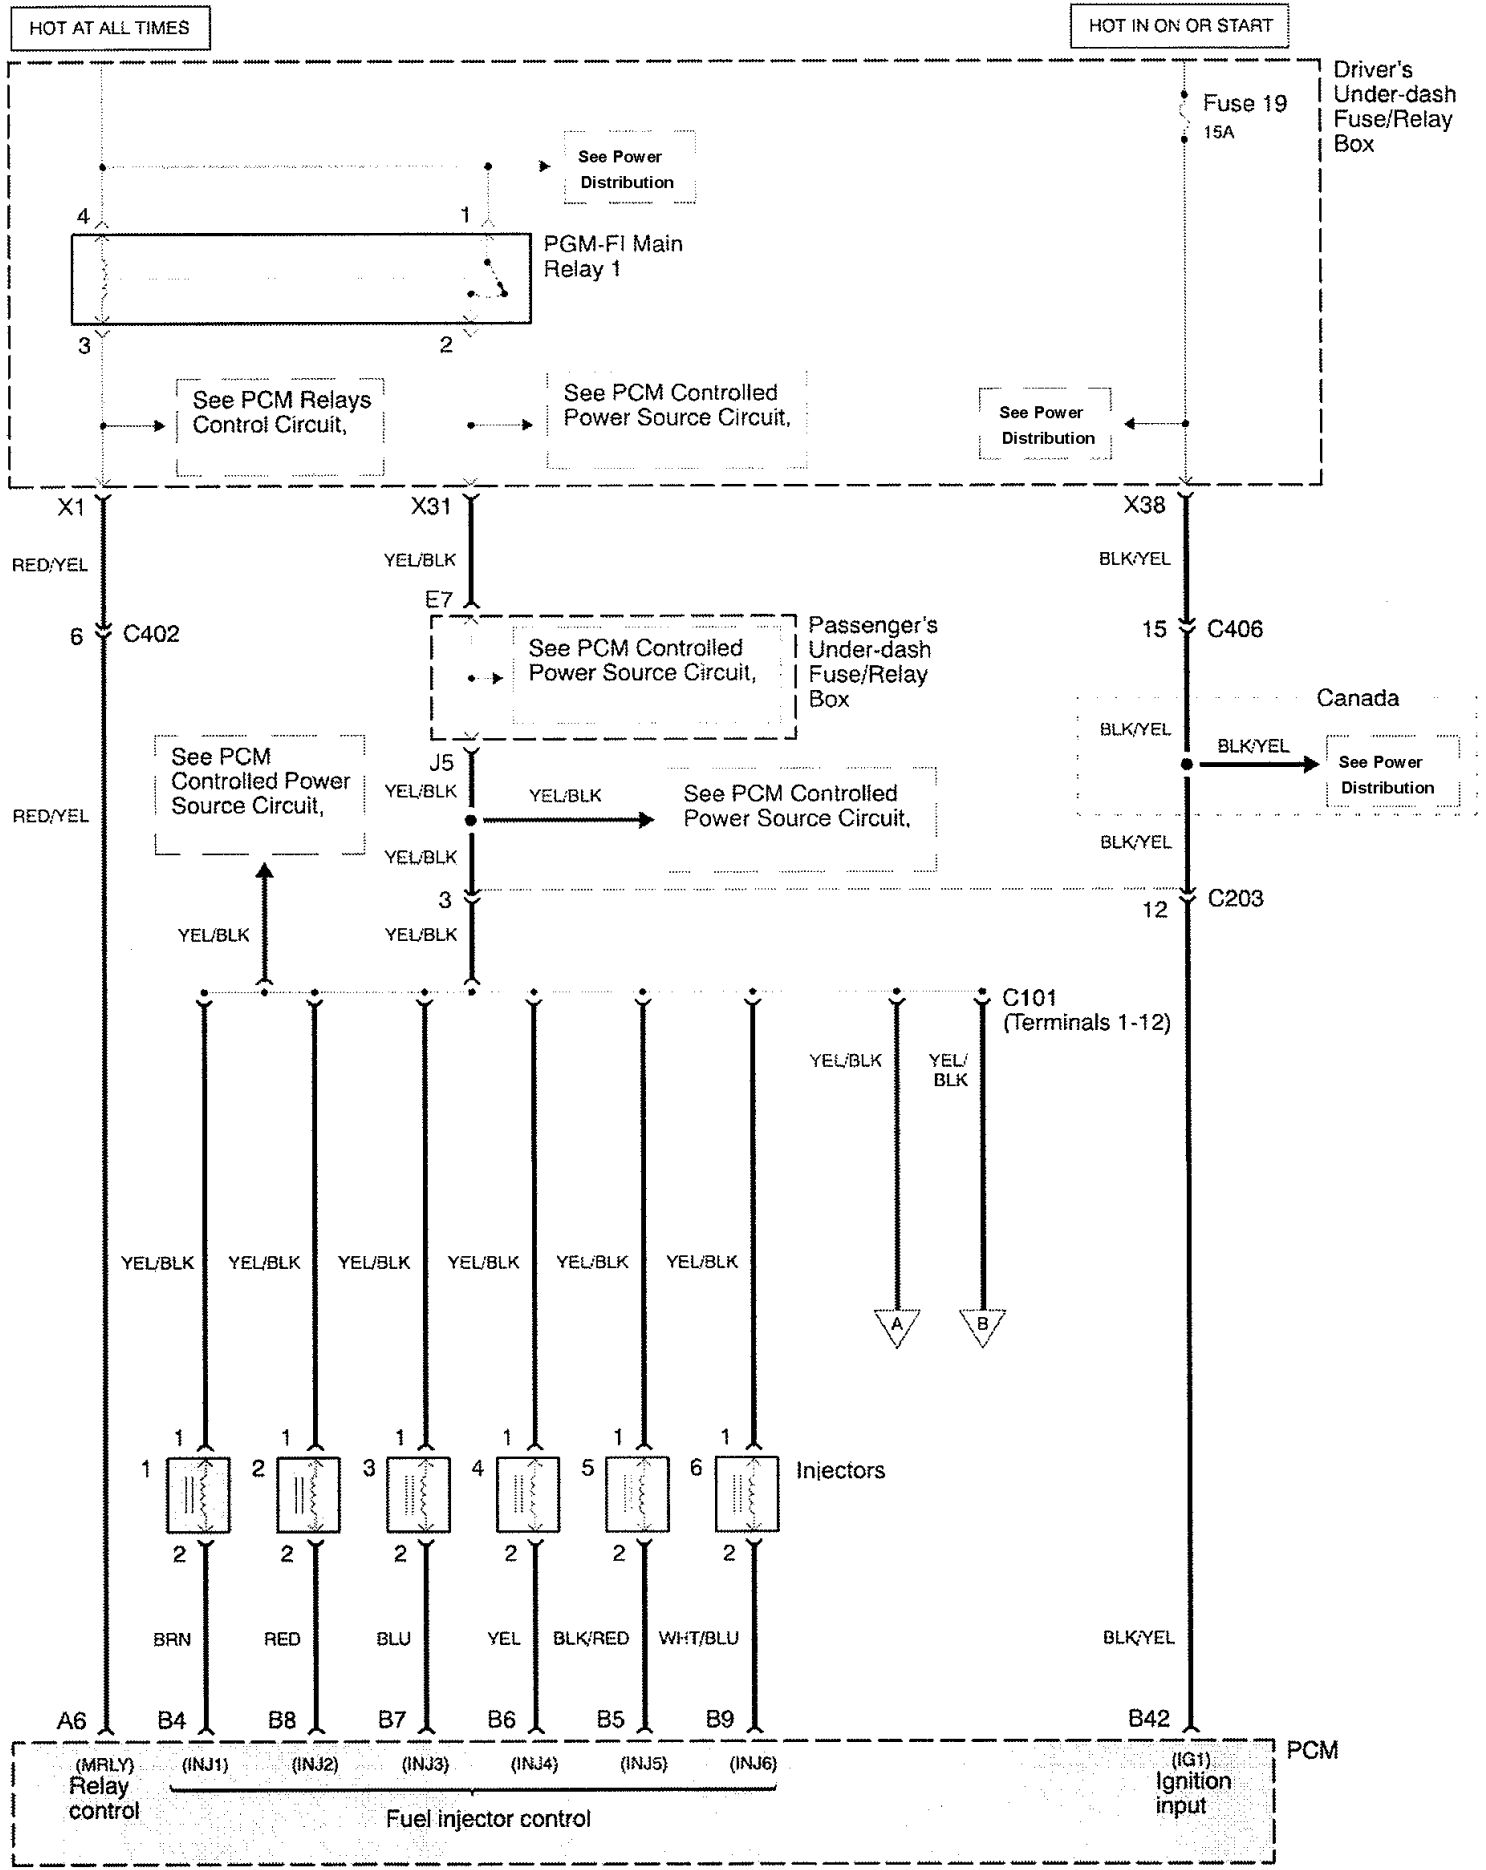 HOT AT ALL TIMES
HOT IN ON OR START
Driver's
Under-dash
Fuse/Relay
Box
Fuse 19
15A
See Power
Distribution
4
1
PGM-FI Main
Relay 1
3
2
See PCM Relays
Control Circuit,
See PCM Controlled
Power Source Circuit,
See Power
Distribution
X1
X31
X38
RED/YEL
YEL/BLK
BLK/YEL
E7
6
C402
15
C406
See PCM Controlled
Power Source Circuit,
Passenger's
Under-dash
Fuse/Relay
Box
Canada
BLK/YEL
BLK/YEL
See Power
Distribution
See PCM
Controlled Power
Source Circuit,
J5
YEL/BLK
YEL/BLK
See PCM Controlled
Power Source Circuit,
RED/YEL
YEL/BLK
BLK/YEL
3
12
C203
YEL/BLK
YEL/BLK
C101
(Terminals 1-12)
YEL/BLK
YEL/
BLK
YEL/BLK
YEL/BLK
YEL/BLK
YEL/BLK
YEL/BLK
YEL/BLK
A
B
1
1
1
1
1
1
1
2
3
4
5
6
Injectors
2
2
2
2
2
2
BRN
RED
BLU
YEL
BLK/RED
WHT/BLU
BLK/YEL
A6
B4
B8
B7
B6
B5
B9
B42
PCM
(MRLY)
Relay
control
(INJ1)
(INJ2)
(INJ3)
(INJ4)
(INJ5)
(INJ6)
Fuel injector control
(IG1)
Ignition
input